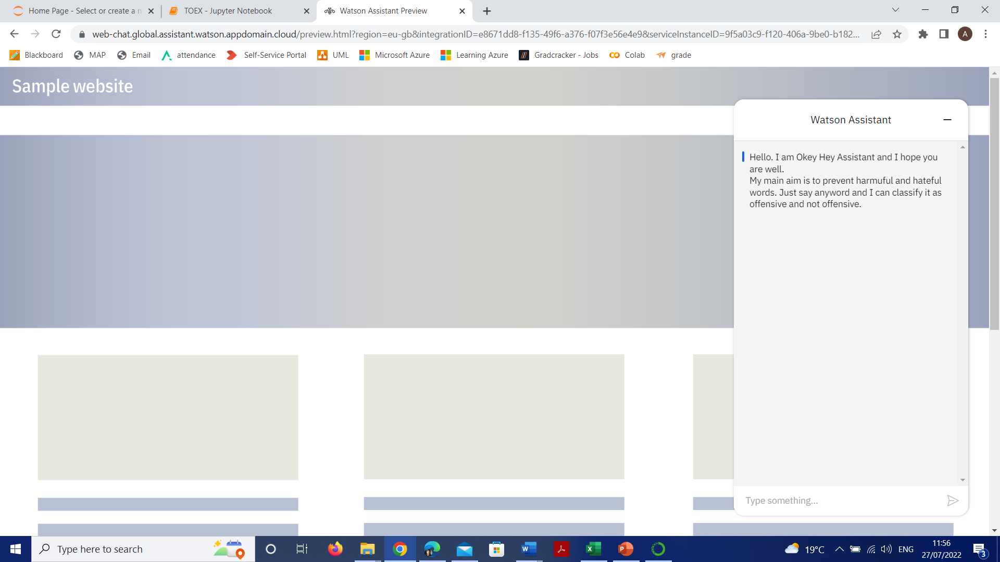 Home Page - Select or create a n
TOEX - Jupyter Notebook
Watson Assistant Preview
web-chat.global.assistant.watson.appdomain.cloud/preview.html?region=eu-gb&integrationID=e8671dd8-f135-49f6-a376-f07f3e56e4e9&serviceInstanceID=9f5a03c9-f120-406a-9be0-b182...
A
Blackboard MAP Email attendance Self-Service Portal UML Microsoft Azure Learning Azure Gradcracker - Jobs Colab grade
Sample website
Watson Assistant
Hello. I am Okey Hey Assistant and I hope you
are well.
My main aim is to prevent harmuful and hateful
words. Just say anyword and I can classify it as
offensive and not offensive.
Type something...
Type here to search
19°C
ENG
11:56
27/07/2022
3